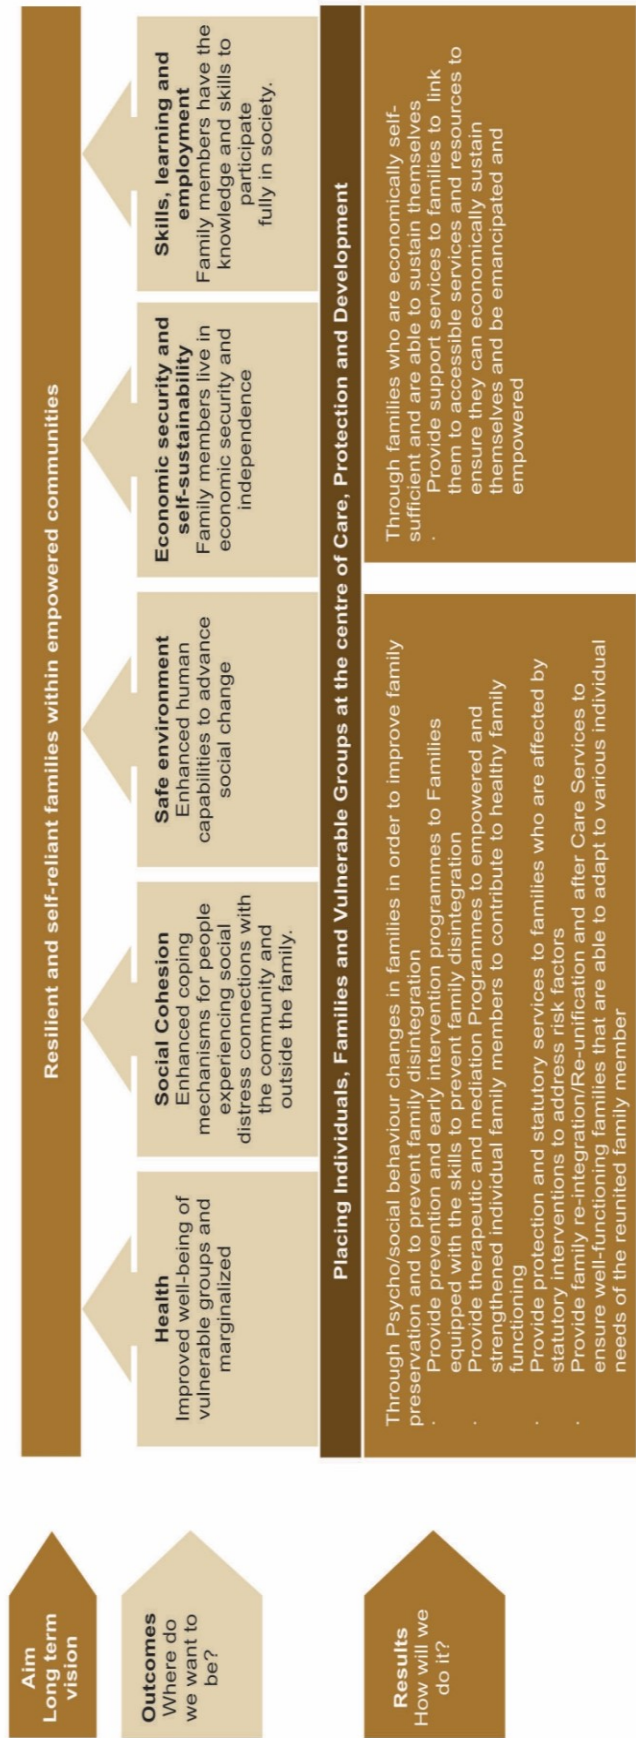 Aim
Long term
vision
Resilient and self-reliant families within empowered communities
Outcomes
Where do
we want to
be?
Health
Improved well-being of
vulnerable groups and
marginalized
Social Cohesion
Enhanced coping
mechanisms for people
experiencing social
distress connections with
the community and
outside the family.
Safe environment
Enhanced human
capabilities to advance
social change
Economic security and
self-sustainability
Family members live in
economic security and
independence
Skills, learning and
employment
Family members have the
knowledge and skills to
participate
fully in society.
Placing Individuals, Families and Vulnerable Groups at the centre of Care, Protection and Development
Results
How will we
do it?
Through Psycho/social behaviour changes in families in order to improve family
preservation and to prevent family disintegration
· Provide prevention and early intervention programmes to Families
equipped with the skills to prevent family disintegration
· Provide therapeutic and mediation Programmes to empowered and
strengthened individual family members to contribute to healthy family
functioning
· Provide protection and statutory services to families who are affected by
statutory interventions to address risk factors
· Provide family re-integration/Re-unification and after Care Services to
ensure well-functioning families that are able to adapt to various individual
needs of the reunited family member
Through families who are economically self-
sufficient and are able to sustain themselves
· Provide support services to families to link
them to accessible services and resources to
ensure they can economically sustain
themselves and be emancipated and
empowered